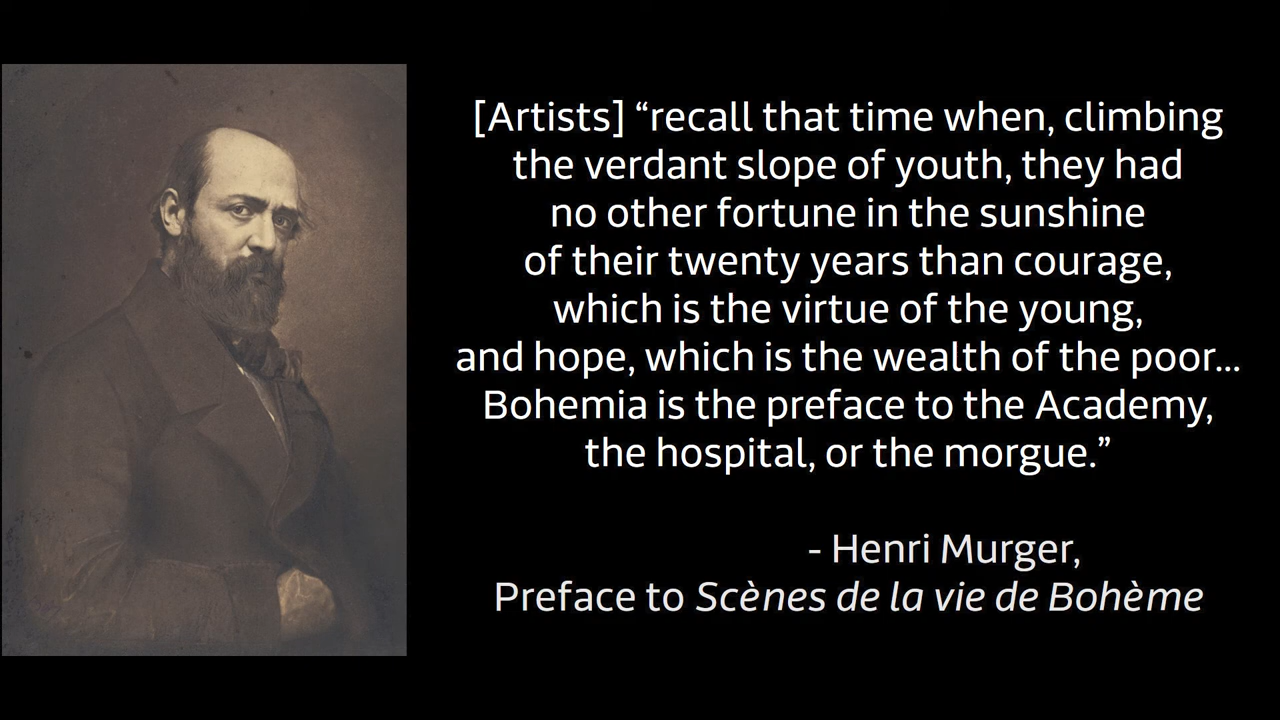 [Artists] “recall that time when, climbing
the verdant slope of youth, they had
no other fortune in the sunshine
of their twenty years than courage,
which is the virtue of the young,
and hope, which is the wealth of the poor...
Bohemia is the preface to the Academy,
the hospital, or the morgue.”
- Henri Murger,
Preface to Scènes de la vie de Bohème